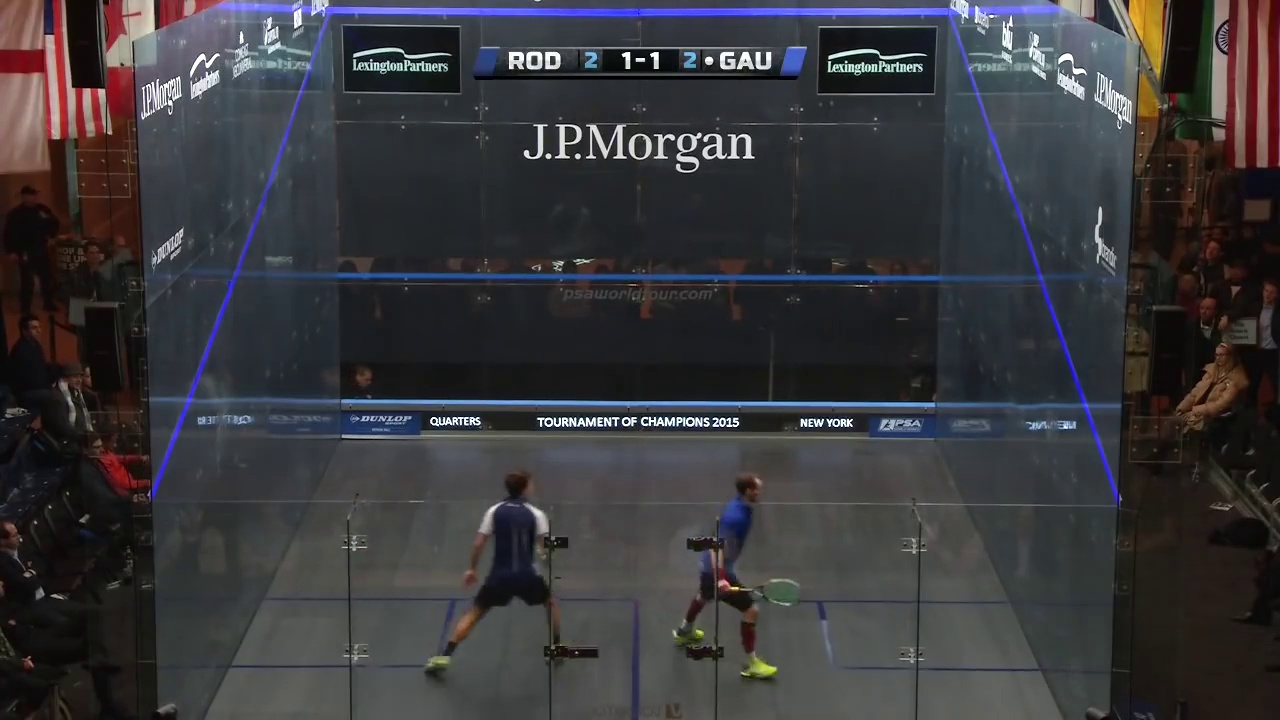 LexingtonPartners
ROD 2 1-1 2 • GAU
LexingtonPartners
J.P.Morgan
J.P.Morgan
J.P.Morgan
DUNLOP
psaworldtour.com
DUNLOP
QUARTERS
TOURNAMENT OF CHAMPIONS 2015
NEW YORK
PSA